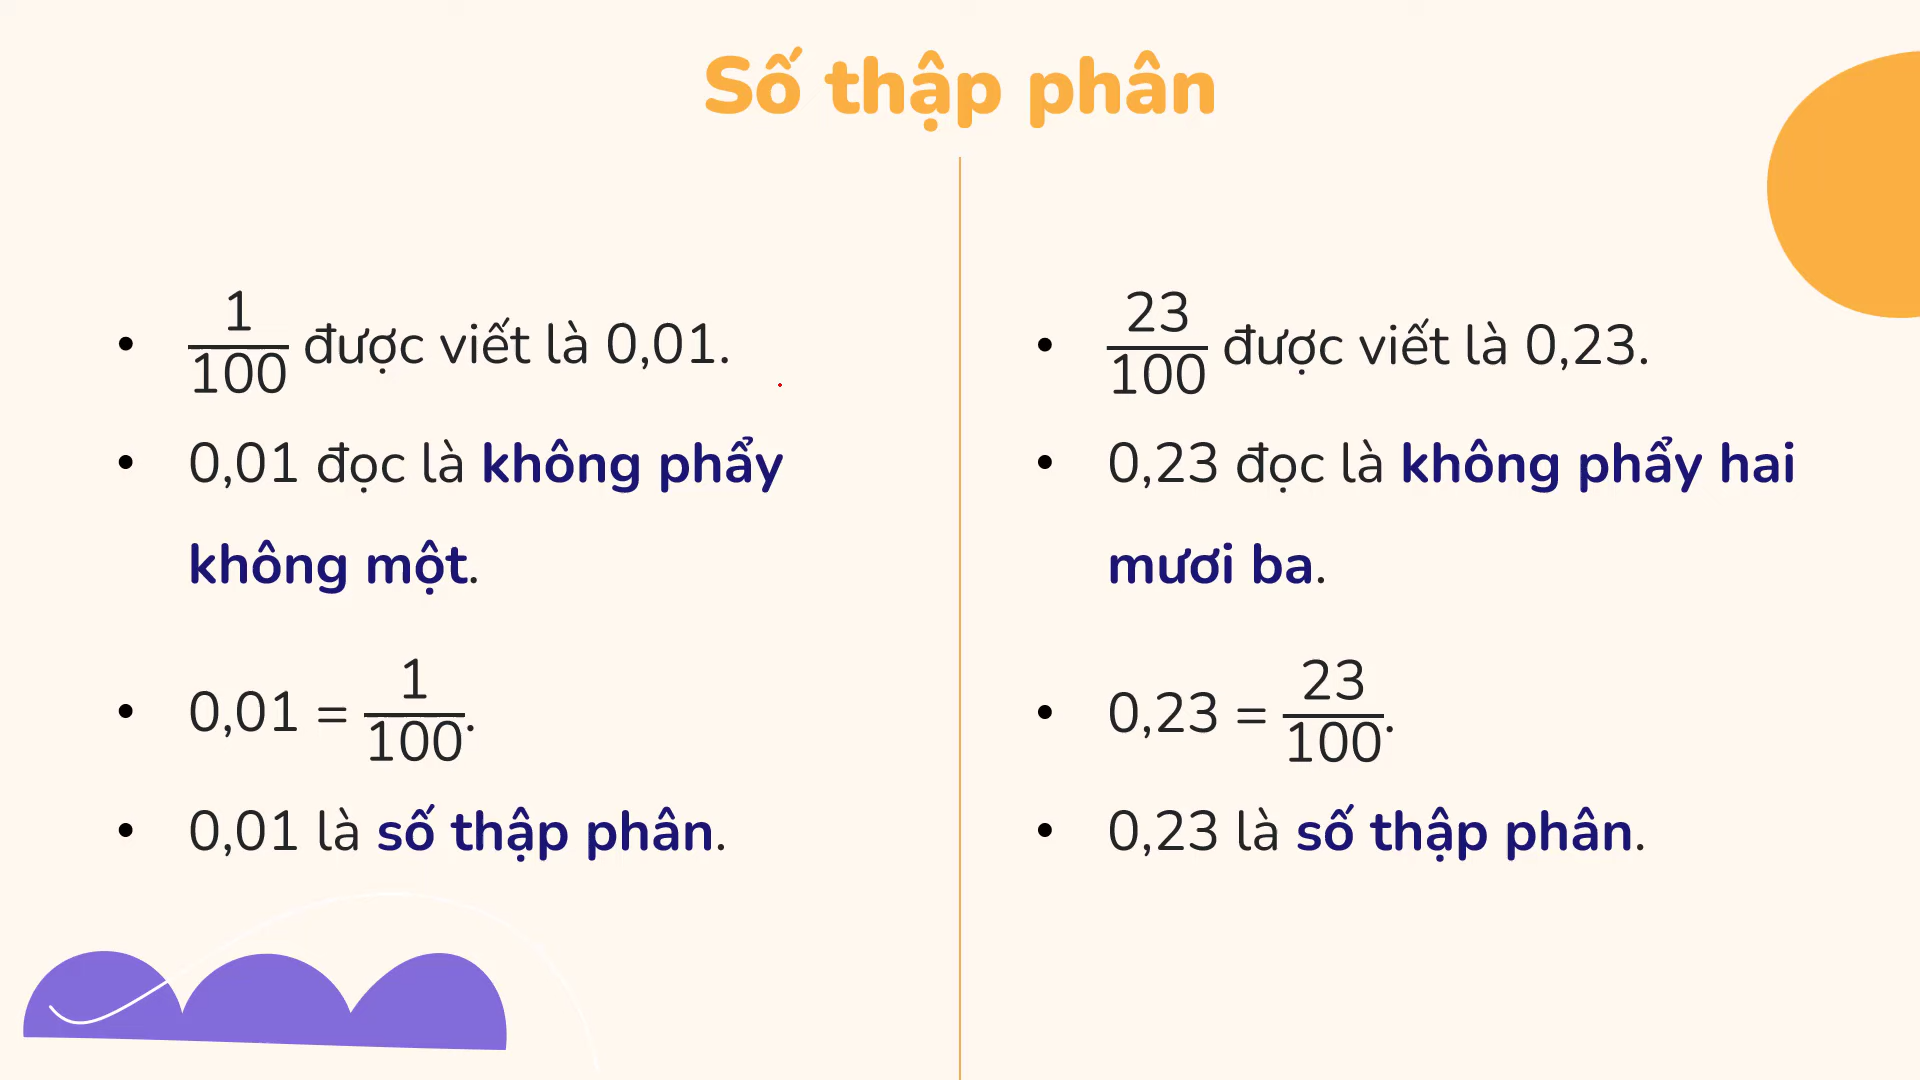 Số thập phân
• 1/100 được viết là 0,01.
• 0,01 đọc là không phẩy
không một.
• 0,01 = 1/100.
• 0,01 là số thập phân.
• 23/100 được viết là 0,23.
• 0,23 đọc là không phẩy hai
mươi ba.
• 0,23 = 23/100.
• 0,23 là số thập phân.